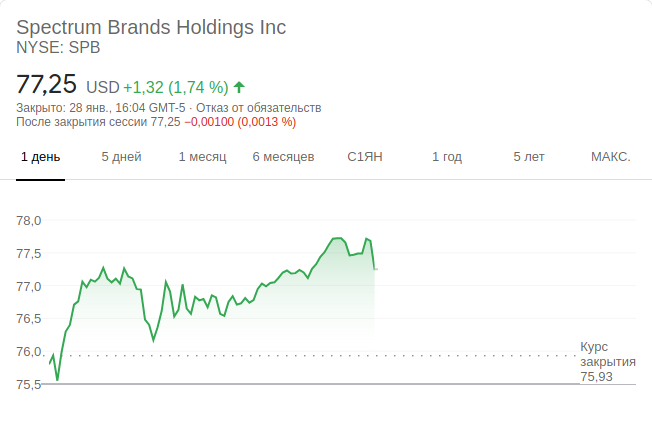 Spectrum Brands Holdings Inc
NYSE: SPB
77,25 USD +1,32 (1,74 %)
Закрыто: 28 янв., 16:04 GMT-5 · Отказ от обязательств
После закрытия сессии 77,25 −0,00100 (0,0013 %)
1 день 5 дней 1 месяц 6 месяцев С1ЯН 1 год 5 лет МАКС.
78,0
77,5
77,0
76,5
76,0
75,5
Курс
закрытия
75,93